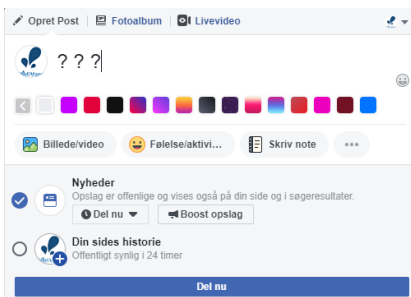 Opret Post Fotoalbum Livevideo
? ? ?
Billede/video Følelse/aktivi... Skriv note
Nyheder
Opslag er offenlige og vises også på din side og i søgeresultater.
Del nu Boost opslag
Din sides historie
Offentligt synlig i 24 timer
Del nu